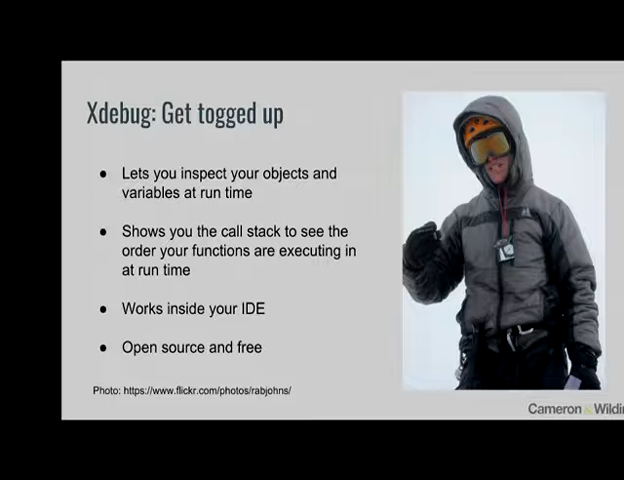 Xdebug: Get togged up
● Lets you inspect your objects and
variables at run time
● Shows you the call stack to see the
order your functions are executing in
at run time
● Works inside your IDE
● Open source and free
Photo: https://www.flickr.com/photos/rabjohns/
Cameron &